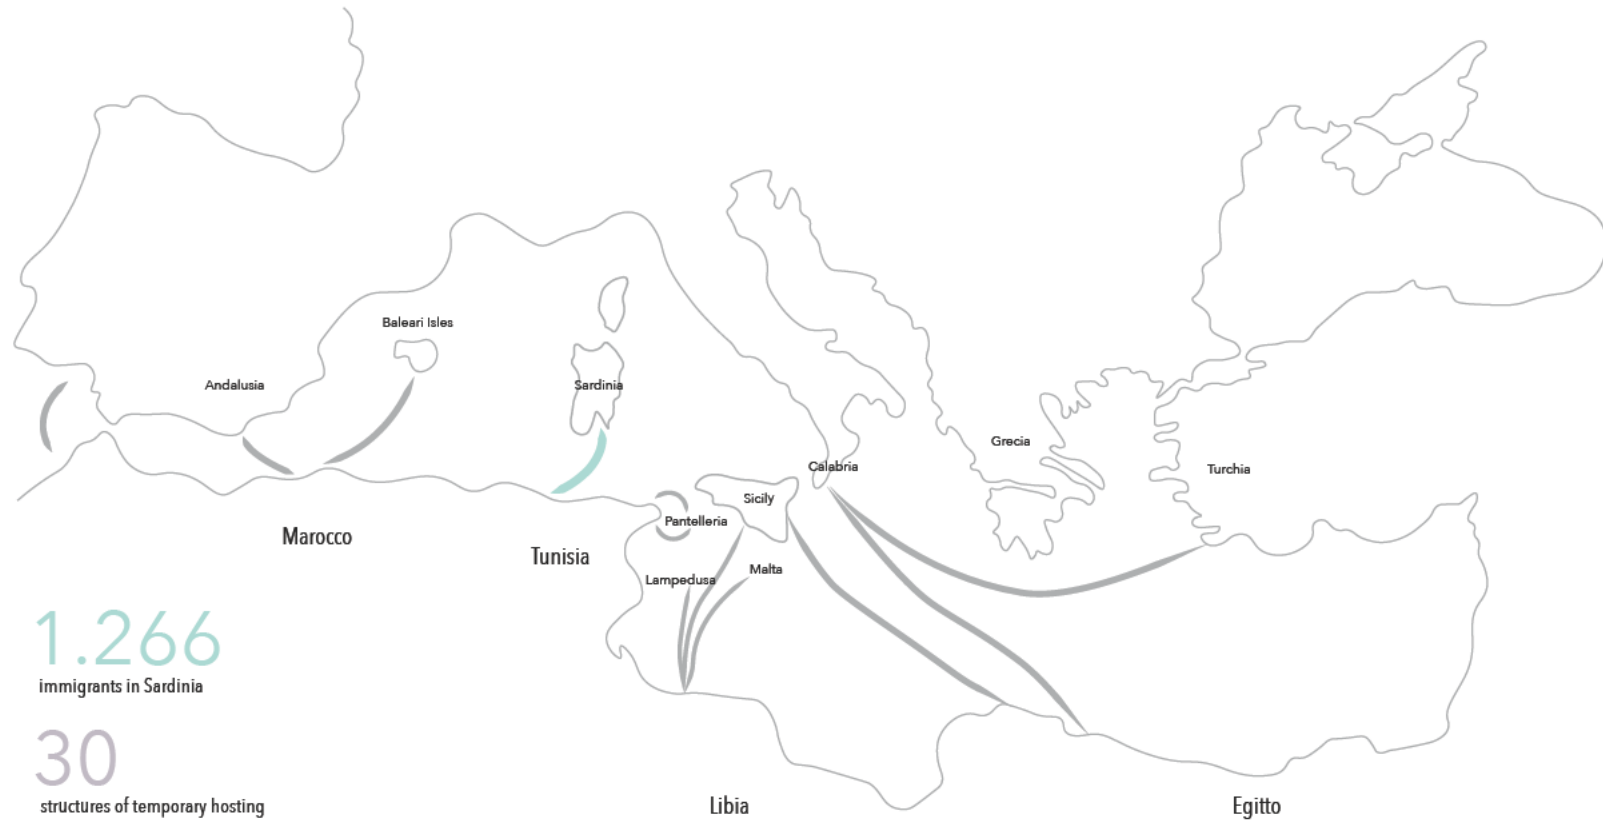 Baleari Isles
Andalusia
Sardinia
Grecia
Calabria
Turchia
Sicily
Pantelleria
Marocco
Tunisia
Malta
Lampedusa
1.266
immigrants in Sardinia
30
structures of temporary hosting
Libia
Egitto